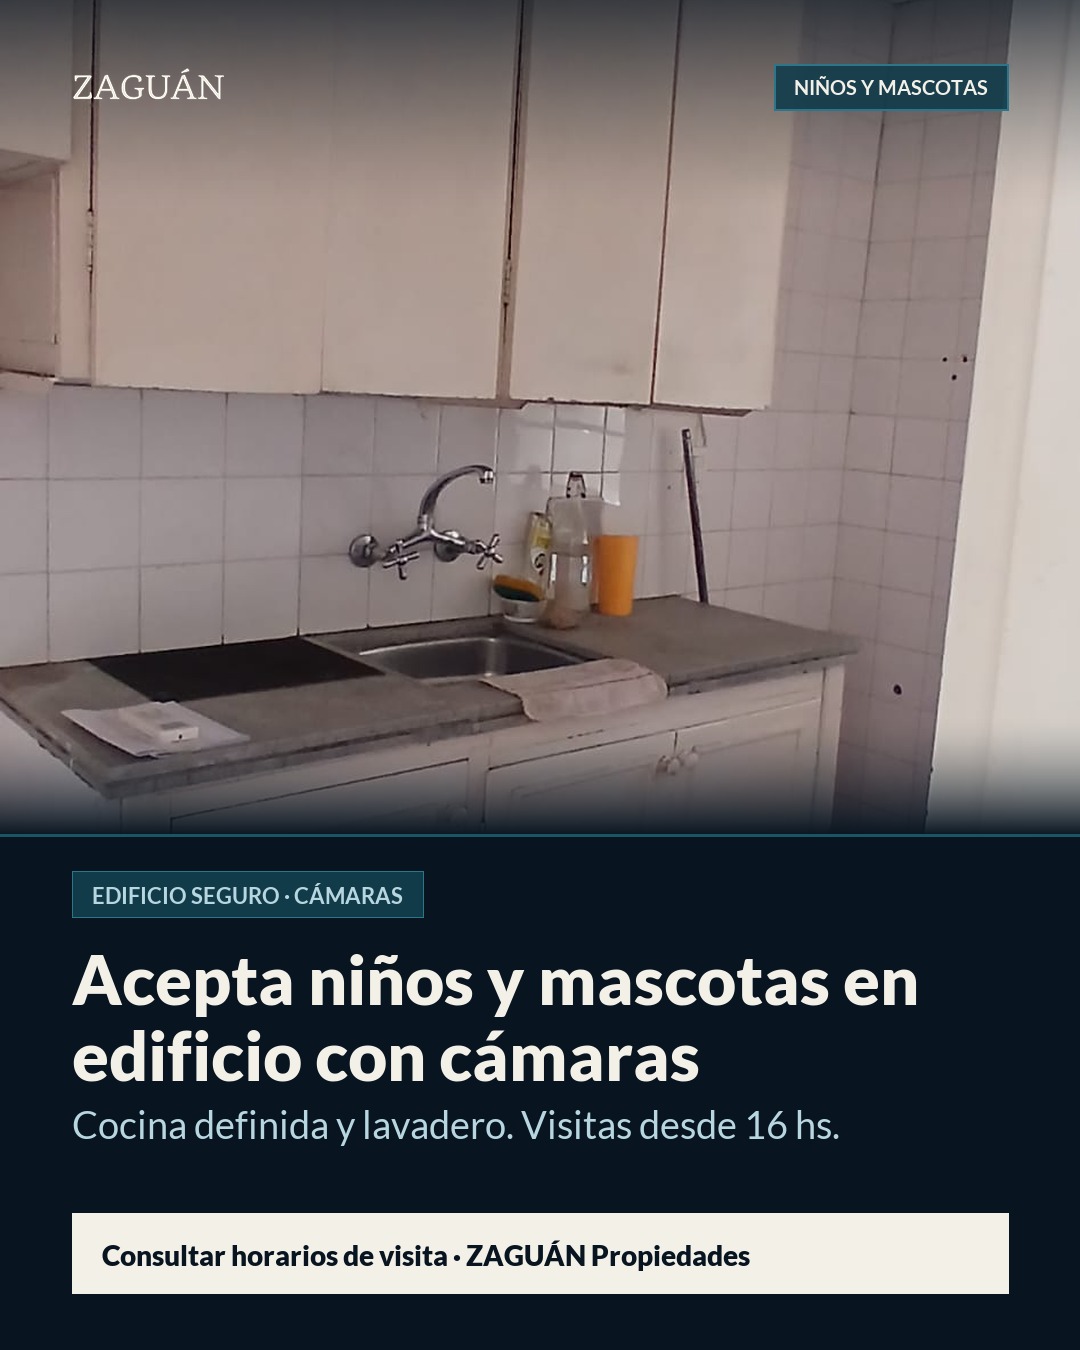 ZAGUÁN
NIÑOS Y MASCOTAS
EDIFICIO SEGURO · CÁMARAS
Acepta niños y mascotas en
edificio con cámaras
Cocina definida y lavadero. Visitas desde 16 hs.
Consultar horarios de visita · ZAGUÁN Propiedades